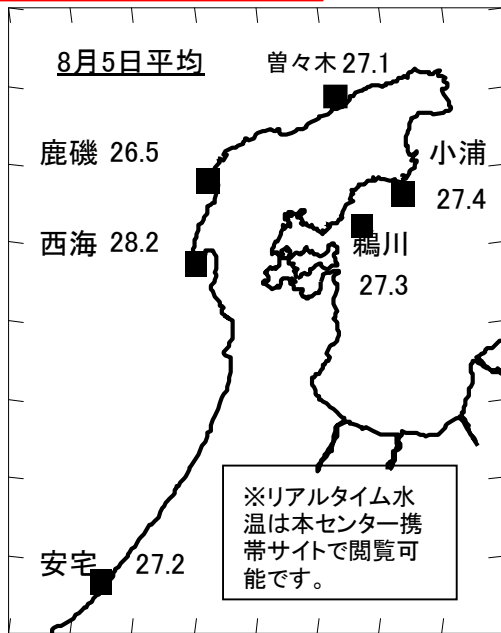 8月5日平均
曽々木 27.1
鹿磯 26.5
小浦
27.4
西海 28.2
鵜川
27.3
安宅 27.2
※リアルタイム水
温は本センター携
帯サイトで閲覧可
能です。